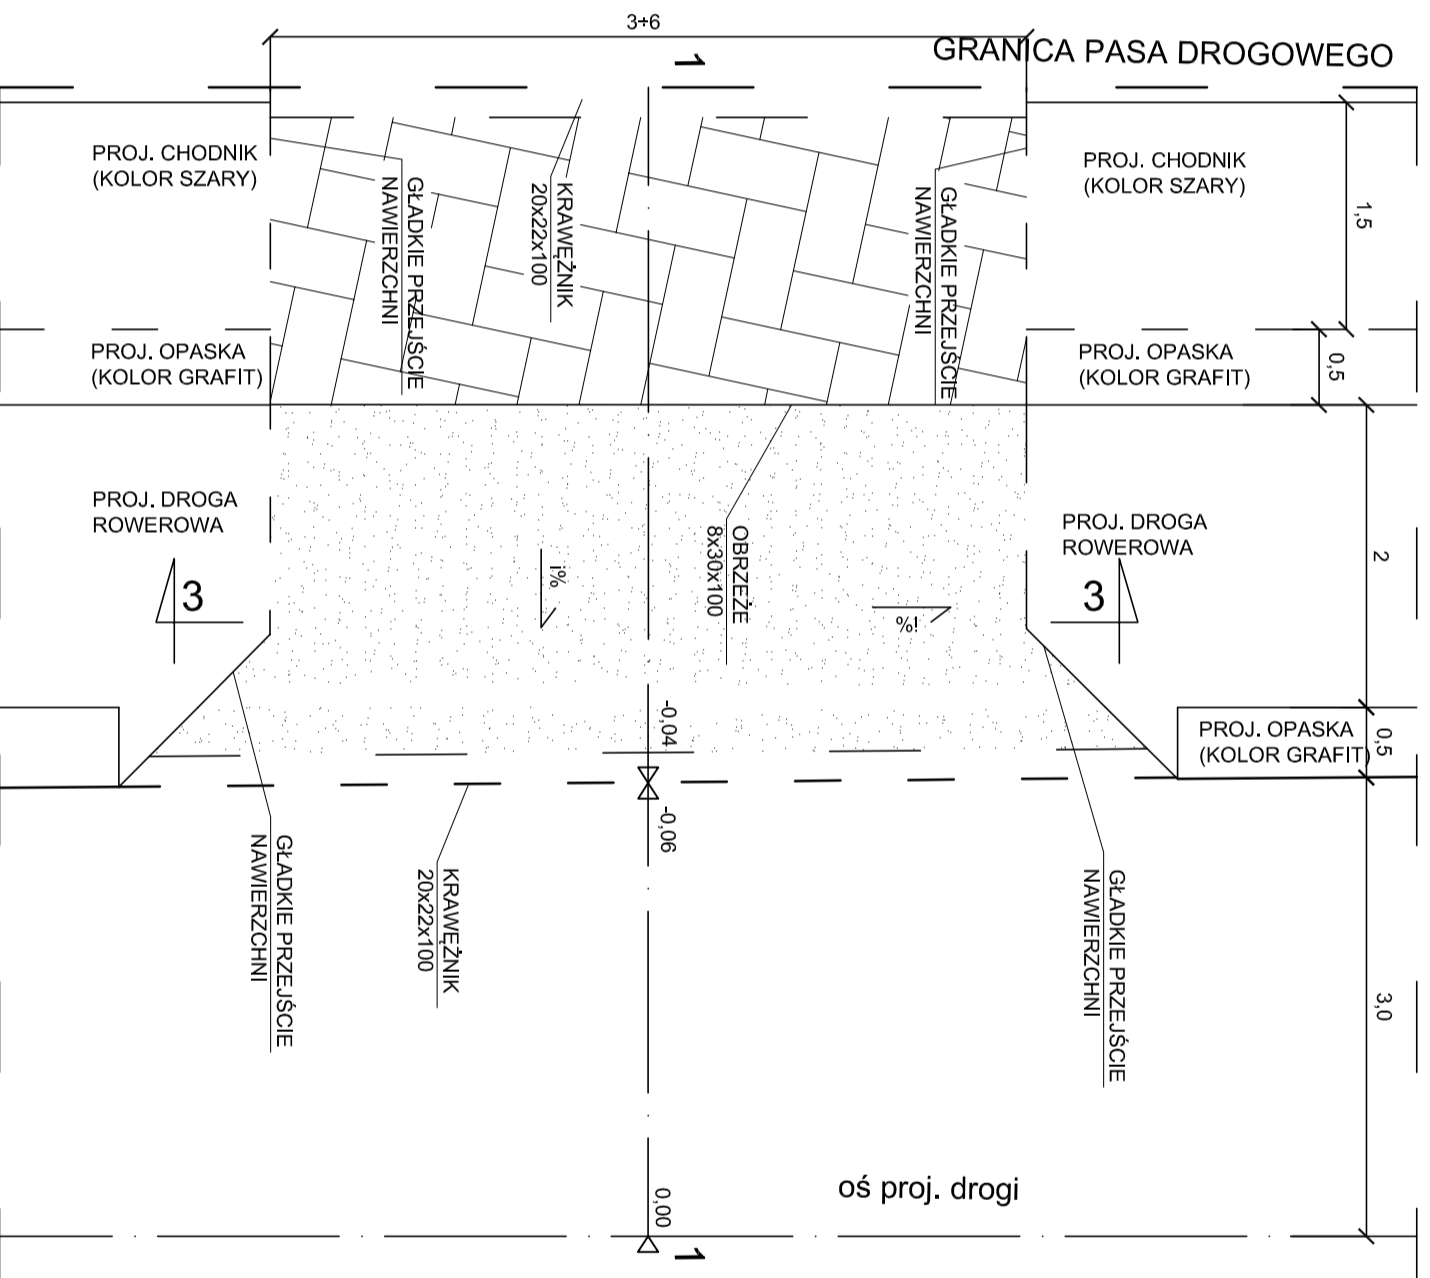 3÷6
1
GRANICA PASA DROGOWEGO
PROJ. CHODNIK
(KOLOR SZARY)
GŁADKIE PRZEJŚCIE
NAWIERZCHNI
KRAWĘŻNIK
20x22x100
GŁADKIE PRZEJŚCIE
NAWIERZCHNI
PROJ. CHODNIK
(KOLOR SZARY)
1,5
PROJ. OPASKA
(KOLOR GRAFIT)
PROJ. OPASKA
(KOLOR GRAFIT)
0,5
PROJ. DROGA
ROWEROWA
3
i%
OBRZEŻE
8x30x100
%!
PROJ. DROGA
ROWEROWA
3
2
-0,04
PROJ. OPASKA
(KOLOR GRAFIT)
0,5
-0,06
GŁADKIE PRZEJŚCIE
NAWIERZCHNI
KRAWĘŻNIK
20x22x100
GŁADKIE PRZEJŚCIE
NAWIERZCHNI
3,0
oś proj. drogi
0,00
1